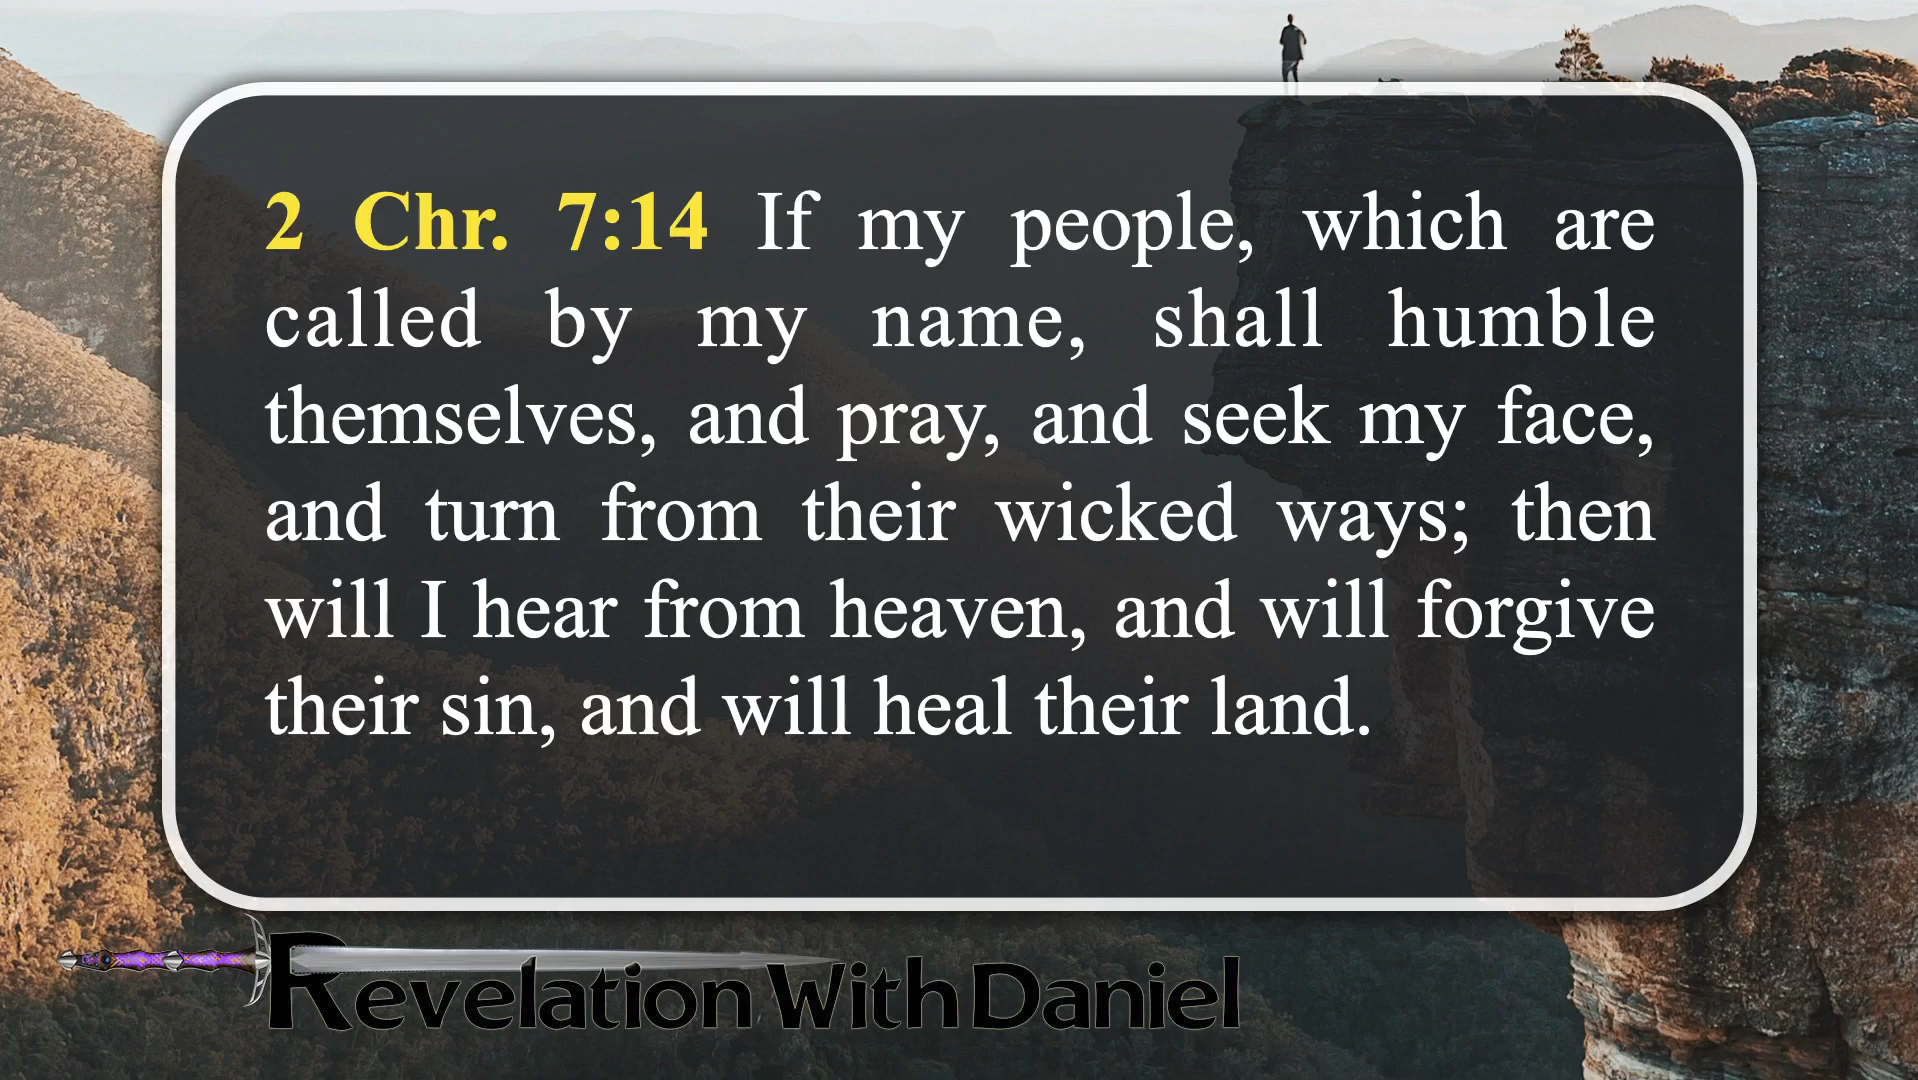 2 Chr. 7:14 If my people, which are
called by my name, shall humble
themselves, and pray, and seek my face,
and turn from their wicked ways; then
will I hear from heaven, and will forgive
their sin, and will heal their land.
Revelation With Daniel